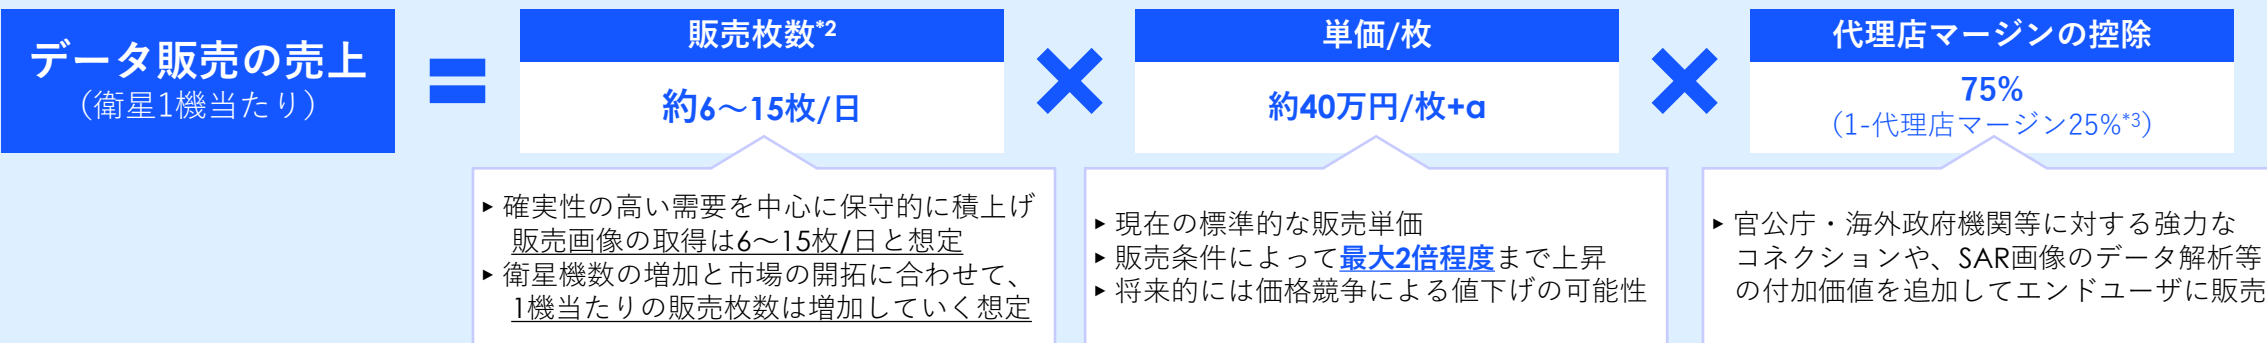 データ販売の売上
（衛星1機当たり）
=
販売枚数*2
約6～15枚/日
×
単価/枚
約40万円/枚+α
×
代理店マージンの控除
75%
（1-代理店マージン25%*3）
▸ 確実性の高い需要を中心に保守的に積上げ
販売画像の取得は6～15枚/日と想定
▸ 衛星機数の増加と市場の開拓に合わせて、
1機当たりの販売枚数は増加していく想定
▸ 現在の標準的な販売単価
▸ 販売条件によって最大2倍程度まで上昇
▸ 将来的には価格競争による値下げの可能性
▸ 官公庁・海外政府機関等に対する強力な
コネクションや、SAR画像のデータ解析等
の付加価値を追加してエンドユーザに販売